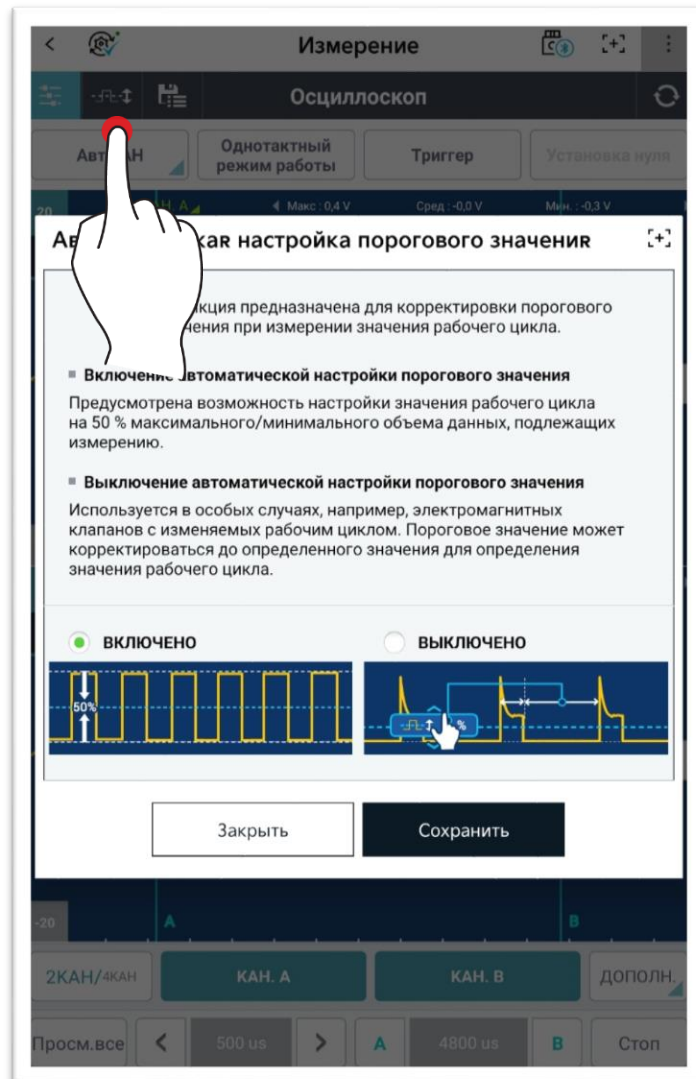 Измерение
Осциллоскоп
Однотактный
режим работы
Триггер
Установка нуля
20
Макс : 0,4 V
Сред : -0,0 V
Мин. : -0,3 V
настройка порогового значения
предназначена для корректировки порогового
при измерении значения рабочего цикла.
Включение автоматической настройки порогового значения
Предусмотрена возможность настройки значения рабочего цикла
на 50 % максимального/минимального объема данных, подлежащих
измерению.
Выключение автоматической настройки порогового значения
Используется в особых случаях, например, электромагнитных
клапанов с изменяемых рабочим циклом. Пороговое значение может
корректироваться до определенного значения для определения
значения рабочего цикла.
ВКЛЮЧЕНО
ВЫКЛЮЧЕНО
50%
%
Закрыть
Сохранить
-20
A
B
2КАН/4КАН
КАН. A
КАН. B
ДОПОЛН.
Просм.все
500 us
A
4800 us
B
Стоп